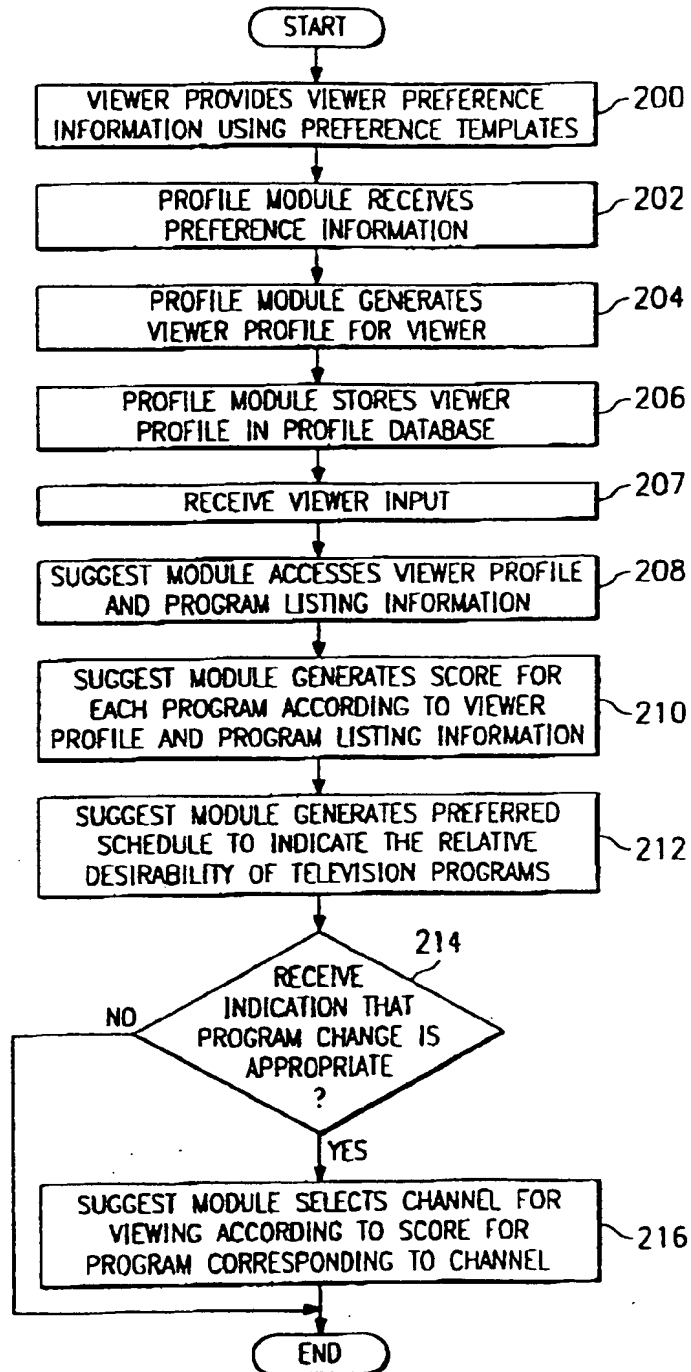 START
VIEWER PROVIDES VIEWER PREFERENCE
INFORMATION USING PREFERENCE TEMPLATES
200
PROFILE MODULE RECEIVES
PREFERENCE INFORMATION
202
PROFILE MODULE GENERATES
VIEWER PROFILE FOR VIEWER
204
PROFILE MODULE STORES VIEWER
PROFILE IN PROFILE DATABASE
206
RECEIVE VIEWER INPUT
207
SUGGEST MODULE ACCESSES VIEWER PROFILE
AND PROGRAM LISTING INFORMATION
208
SUGGEST MODULE GENERATES SCORE FOR
EACH PROGRAM ACCORDING TO VIEWER
PROFILE AND PROGRAM LISTING INFORMATION
210
SUGGEST MODULE GENERATES PREFERRED
SCHEDULE TO INDICATE THE RELATIVE
DESIRABILITY OF TELEVISION PROGRAMS
212
214
RECEIVE
INDICATION THAT
PROGRAM CHANGE IS
APPROPRIATE
?
NO
YES
SUGGEST MODULE SELECTS CHANNEL FOR
VIEWING ACCORDING TO SCORE FOR
PROGRAM CORRESPONDING TO CHANNEL
216
END